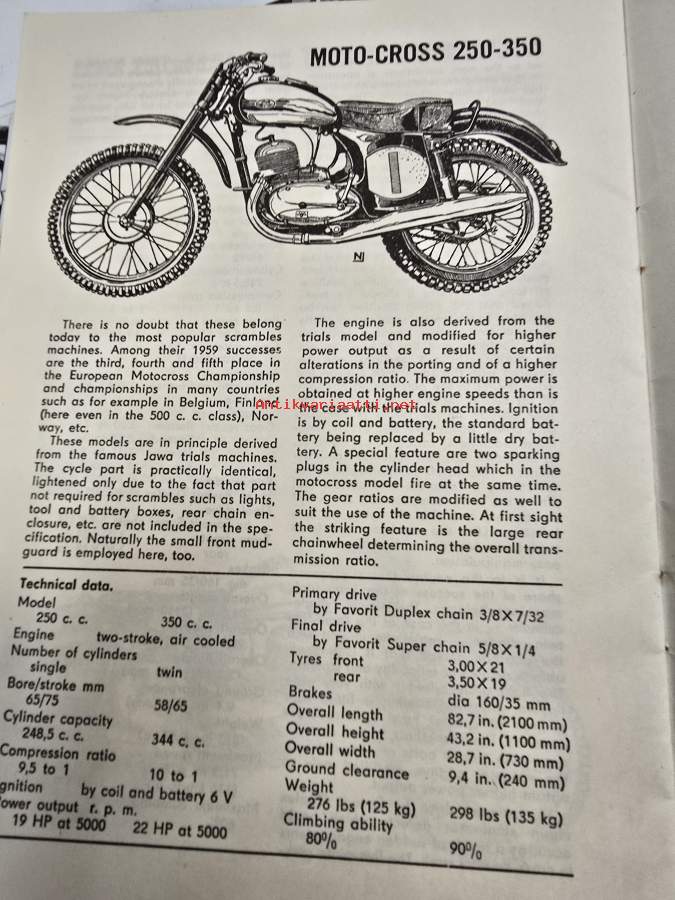 MOTO-CROSS 250-350
There is no doubt that these belong
today to the most popular scrambles
machines. Among their 1959 successes
are the third, fourth and fifth place in
the European Motocross Championship
and championships in many countries
such as for example in Belgium, Finland
(here even in the 500 c. c. class), Nor-
way, etc.
These models are in principle derived
from the famous Jawa trials machines.
The cycle part is practically identical,
lightened only due to the fact that part
not required for scrambles such as lights,
tool and battery boxes, rear chain en-
closure, etc. are not included in the spe-
cification. Naturally the small front mud-
guard is employed here, too.
The engine is also derived from the
trials model and modified for higher
power output as a result of certain
alterations in the porting and of a higher
compression ratio. The maximum power is
obtained at higher engine speeds than is
the case with the trials machines. Ignition
is by coil and battery, the standard bat-
tery being replaced by a little dry bat-
tery. A special feature are two sparking
plugs in the cylinder head which in the
motocross model fire at the same time.
The gear ratios are modified as well to
suit the use of the machine. At first sight
the striking feature is the large rear
chainwheel determining the overall trans-
mission ratio.
Antikvariaatti.net
Technical data.
Model
250 c. c. 350 c. c.
Engine two-stroke, air cooled
Number of cylinders
single twin
Bore/stroke mm
65/75 58/65
Cylinder capacity
248,5 c. c. 344 c. c.
Compression ratio
9,5 to 1 10 to 1
gnition by coil and battery 6 V
ower output r. p. m.
19 HP at 5000 22 HP at 5000
Primary drive
by Favorit Duplex chain 3/8X7/32
Final drive
by Favorit Super chain 5/8X1/4
Tyres front 3,00X21
rear 3,50X19
Brakes dia 160/35 mm
Overall length 82,7 in. (2100 mm)
Overall height 43,2 in. (1100 mm)
Overall width 28,7 in. (730 mm)
Ground clearance 9,4 in. (240 mm)
Weight
276 lbs (125 kg) 298 lbs (135 kg)
Climbing ability
80% 90%